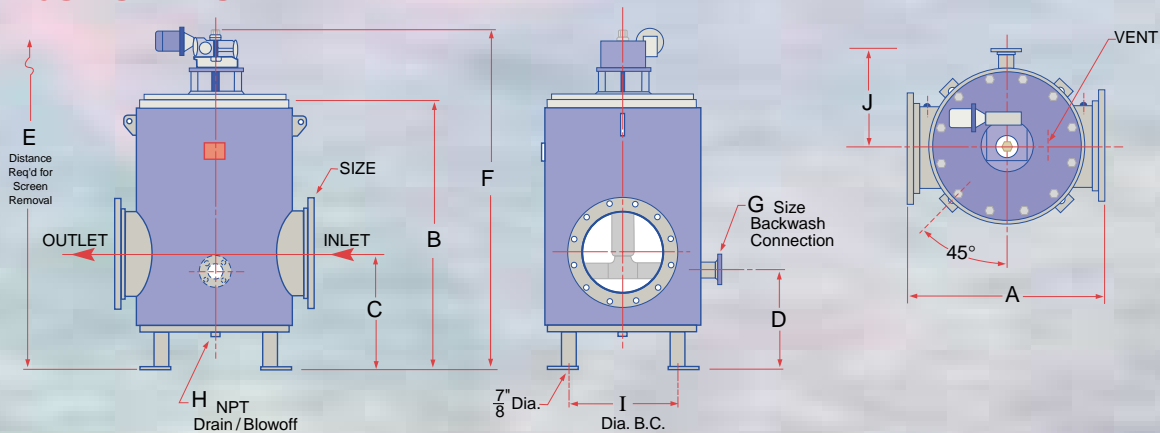 E
Distance
Req'd for
Screen
Removal
OUTLET
INLET
SIZE
F
B
C
H NPT
Drain / Blowoff
G Size
Backwash
Connection
D
7/8" Dia.
I
Dia. B.C.
VENT
J
45°
A